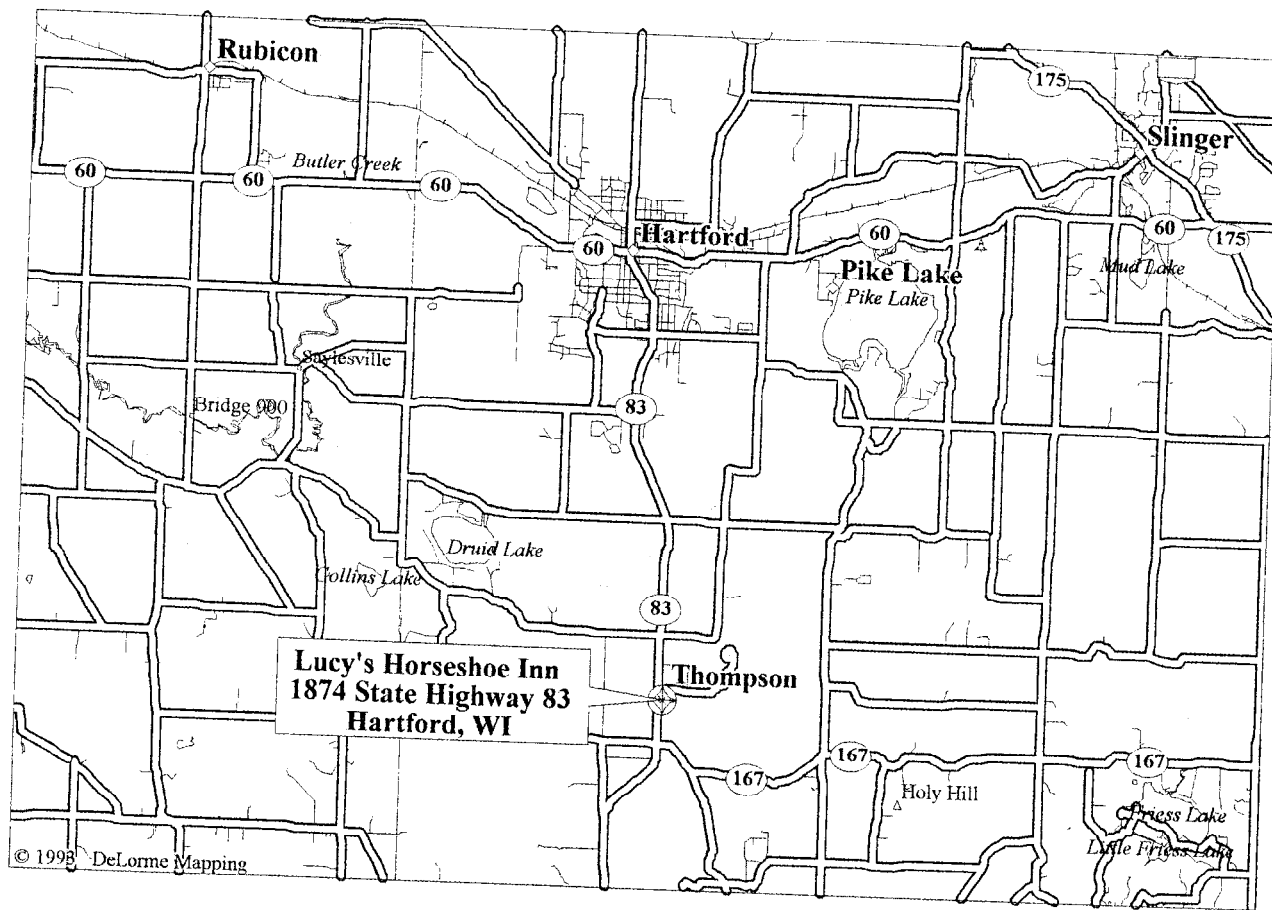 Rubicon
175
Slinger
Butler Creek
60
60
60
Hartford
60
60
60
175
Pike Lake
Pike Lake
Mud Lake
Saylesville
Bridge 900
83
Druid Lake
Collins Lake
83
Lucy's Horseshoe Inn
1874 State Highway 83
Hartford, WI
Thompson
167
167
167
Holy Hill
Friess Lake
Little Friess Lake
© 1993 DeLorme Mapping